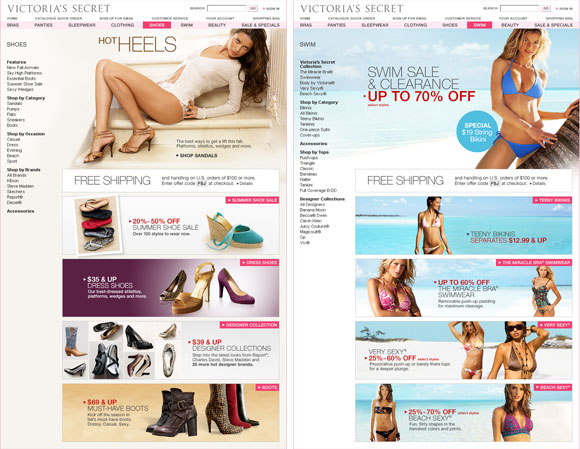 VICTORIA'S SECRET
SEARCH GO SIGN IN
HOME CATALOGUE QUICK ORDER SIGN UP FOR EMAIL CUSTOMER SERVICE YOUR ACCOUNT SHOPPING BAG
BRAS PANTIES SLEEPWEAR CLOTHING SHOES SWIM BEAUTY SALE & SPECIALS
SHOES
Features
New Fall Arrivals
Sky High Platforms
Essential Boots
Summer Shoe Sale
Sexy Wedges
Shop by Category
Sandals
Pumps
Flats
Sneakers
Boots
Shop by Occasion
Casual
Dress
Evening
Beach
Sport
Shop by Brands
All Brands
Steve Madden
Skechers
Report®
Diesel®
Accessories
HOT HEELS
The best ways to get it this fall.
Platforms, stilettos, wedges and more.
SHOP SANDALS
FREE SHIPPING
and handling on U.S. orders of $100 or more.
Enter offer code at checkout. Details
SUMMER SHOE SALE
20%-50% OFF
SUMMER SHOE SALE
Over 100 styles to wear now.
DRESS SHOES
$35 & UP
DRESS SHOES
Our best-dressed stilettos,
platforms, wedges and more.
DESIGNER COLLECTION
$39 & UP
DESIGNER COLLECTIONS
Step into the latest looks from Report®,
Charles David, Steve Madden and
20 more hot designer brands.
BOOTS
$69 & UP
MUST-HAVE BOOTS
Kick off the season in
fall's must-have boots.
Dressy. Casual. Sexy.
VICTORIA'S SECRET
SEARCH GO SIGN IN
HOME CATALOGUE QUICK ORDER SIGN UP FOR EMAIL CUSTOMER SERVICE YOUR ACCOUNT SHOPPING BAG
BRAS PANTIES SLEEPWEAR CLOTHING SHOES SWIM BEAUTY SALE & SPECIALS
SWIM
Victoria's Secret
Collection
The Miracle Bra®
Swimwear
Body by Victoria®
Very Sexy®
Beach Sexy®
Shop by Category
Bikinis
All Bikinis
Teeny Bikinis
Tankinis
One-piece Suits
Cover-ups
Accessories
Shop by Tops
Push-ups
Triangle
Classic
Bandeau
Halter
Tankini
Full Coverage D-DD
Designer Collections
All Designers
Banana Moon
Becca® Swim
Calvin Klein
Juicy Couture®
Magicsuit®
Op
Vix®
SWIM SALE
& CLEARANCE
UP TO 70% OFF
select styles
SPECIAL
$19 String
Bikini
FREE SHIPPING
and handling on U.S. orders of $100 or more.
Enter offer code at checkout. Details
TEENY BIKINIS
TEENY BIKINI
SEPARATES $12.99 & UP
THE MIRACLE BRA® SWIMWEAR
UP TO 60% OFF
THE MIRACLE BRA®
SWIMWEAR
Removable push-up padding
for maximum cleavage.
VERY SEXY®
VERY SEXY®
25%-60% OFF select styles
Provocative push-up or barely-there tops
for a deeper plunge.
BEACH SEXY®
25%-70% OFF select styles
BEACH SEXY®
Fun, flirty shapes in the
trendiest colors and prints.